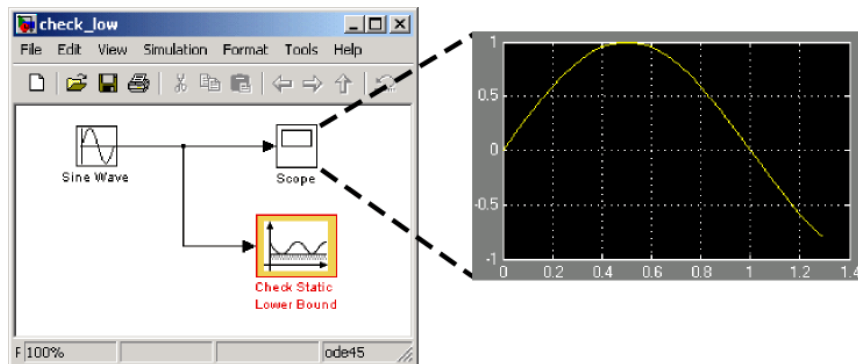 check_low
File Edit View Simulation Format Tools Help
Sine Wave
Scope
Check Static
Lower Bound
F 100%
ode45
1
0.5
0
-0.5
-1
0 0.2 0.4 0.6 0.8 1 1.2 1.4